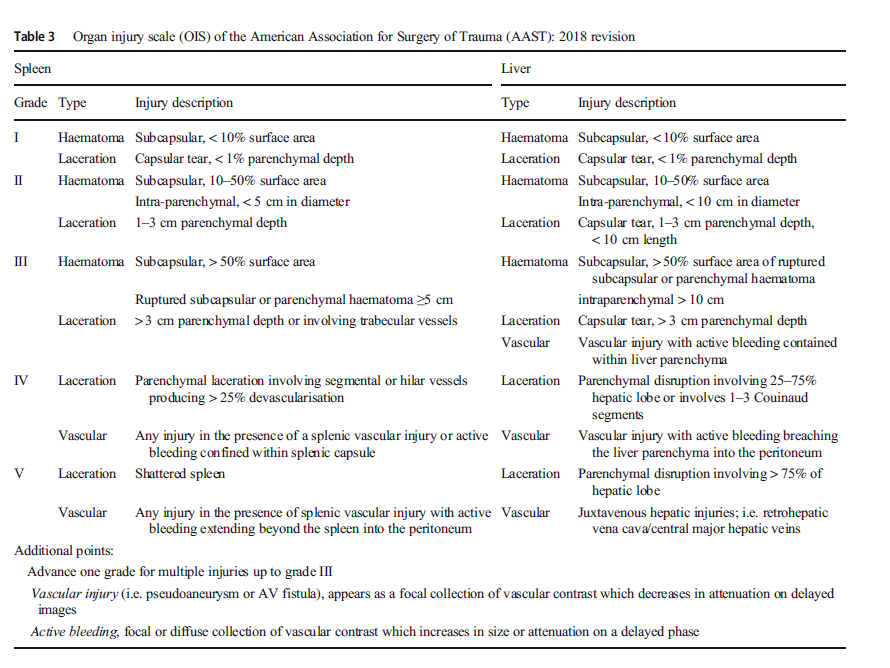 Table 3 Organ injury scale (OIS) of the American Association for Surgery of Trauma (AAST): 2018 revision
Spleen Liver
Grade Type Injury description Type Injury description
I Haematoma Subcapsular, < 10% surface area Haematoma Subcapsular, < 10% surface area
Laceration Capsular tear, < 1% parenchymal depth Laceration Capsular tear, < 1% parenchymal depth
II Haematoma Subcapsular, 10–50% surface area Haematoma Subcapsular, 10–50% surface area
Intra-parenchymal, < 5 cm in diameter Intra-parenchymal, < 10 cm in diameter
Laceration 1–3 cm parenchymal depth Laceration Capsular tear, 1–3 cm parenchymal depth,
< 10 cm length
III Haematoma Subcapsular, > 50% surface area Haematoma Subcapsular, > 50% surface area of ruptured
subcapsular or parenchymal haematoma
Ruptured subcapsular or parenchymal haematoma ≥5 cm intraparenchymal > 10 cm
Laceration > 3 cm parenchymal depth or involving trabecular vessels Laceration Capsular tear, > 3 cm parenchymal depth
Vascular Vascular injury with active bleeding contained
within liver parenchyma
IV Laceration Parenchymal laceration involving segmental or hilar vessels Laceration Parenchymal disruption involving 25–75%
producing > 25% devascularisation hepatic lobe or involves 1–3 Couinaud
segments
Vascular Any injury in the presence of a splenic vascular injury or active Vascular Vascular injury with active bleeding breaching
bleeding confined within splenic capsule the liver parenchyma into the peritoneum
V Laceration Shattered spleen Laceration Parenchymal disruption involving > 75% of
hepatic lobe
Vascular Any injury in the presence of splenic vascular injury with active Vascular Juxtavenous hepatic injuries; i.e. retrohepatic
bleeding extending beyond the spleen into the peritoneum vena cava/central major hepatic veins
Additional points:
Advance one grade for multiple injuries up to grade III
Vascular injury (i.e. pseudoaneurysm or AV fistula), appears as a focal collection of vascular contrast which decreases in attenuation on delayed
images
Active bleeding, focal or diffuse collection of vascular contrast which increases in size or attenuation on a delayed phase